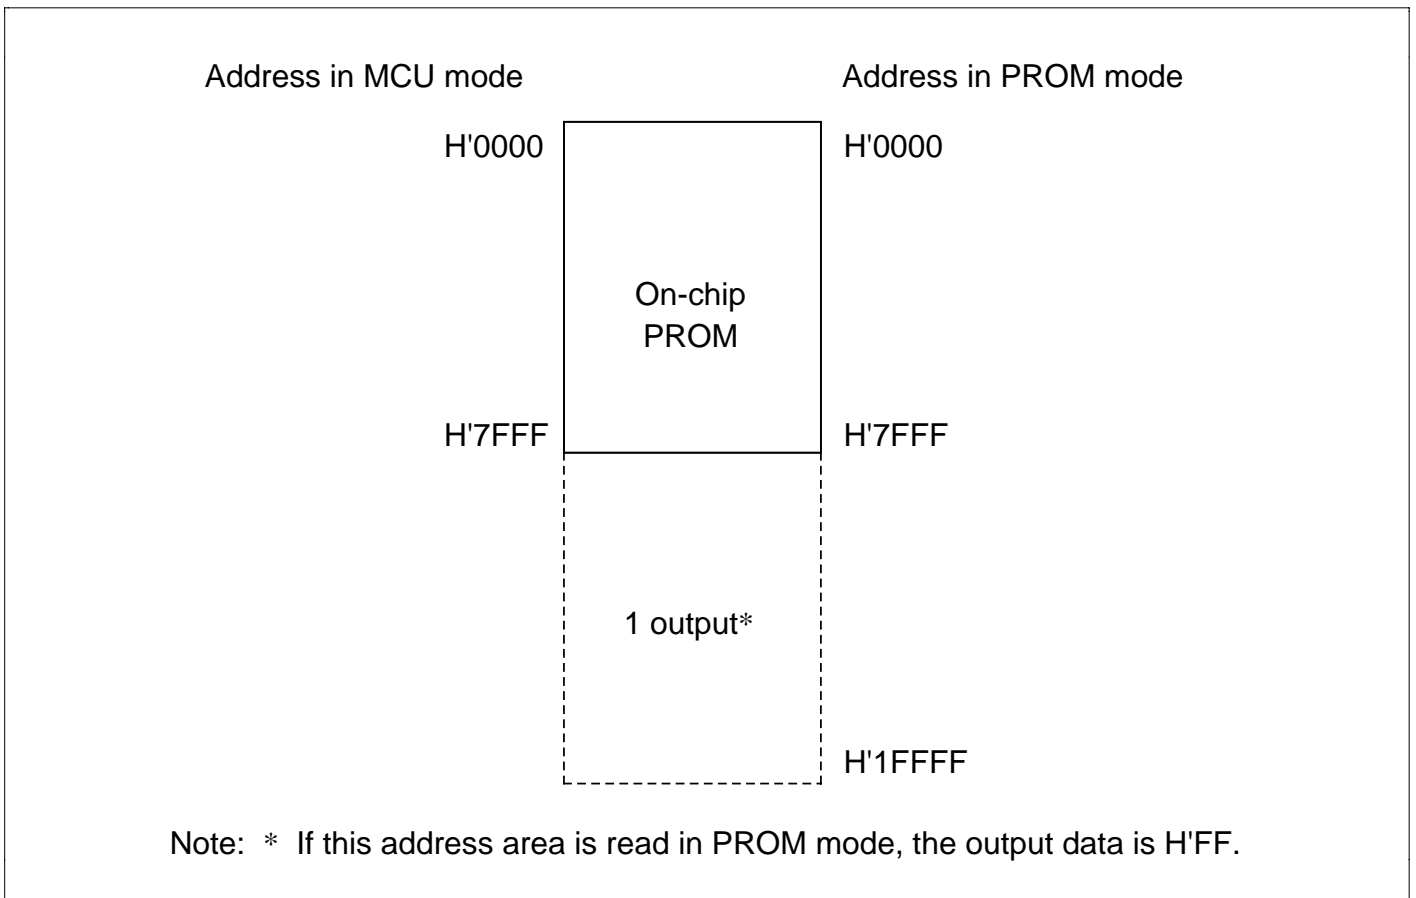 Address in MCU mode
Address in PROM mode
H'0000
H'0000
On-chip
PROM
H'7FFF
H'7FFF
1 output*
H'1FFFF
Note: * If this address area is read in PROM mode, the output data is H'FF.